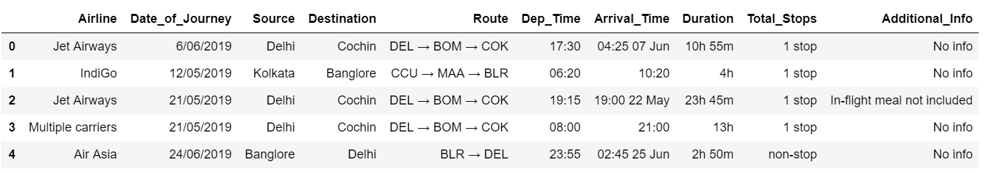 Airline Date_of_Journey Source Destination Route Dep_Time Arrival_Time Duration Total_Stops Additional_Info
0 Jet Airways 6/06/2019 Delhi Cochin DEL → BOM → COK 17:30 04:25 07 Jun 10h 55m 1 stop No info
1 IndiGo 12/05/2019 Kolkata Banglore CCU → MAA → BLR 06:20 10:20 4h 1 stop No info
2 Jet Airways 21/05/2019 Delhi Cochin DEL → BOM → COK 19:15 19:00 22 May 23h 45m 1 stop In-flight meal not included
3 Multiple carriers 21/05/2019 Delhi Cochin DEL → BOM → COK 08:00 21:00 13h 1 stop No info
4 Air Asia 24/06/2019 Banglore Delhi BLR → DEL 23:55 02:45 25 Jun 2h 50m non-stop No info